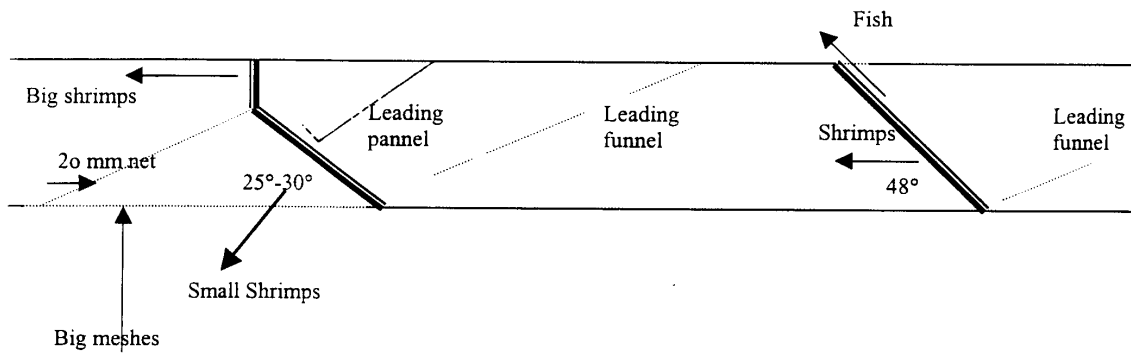 Fish
Big shrimps
Leading
pannel
Leading
funnel
Shrimps
Leading
funnel
2o mm net
25°-30°
48°
Small Shrimps
Big meshes